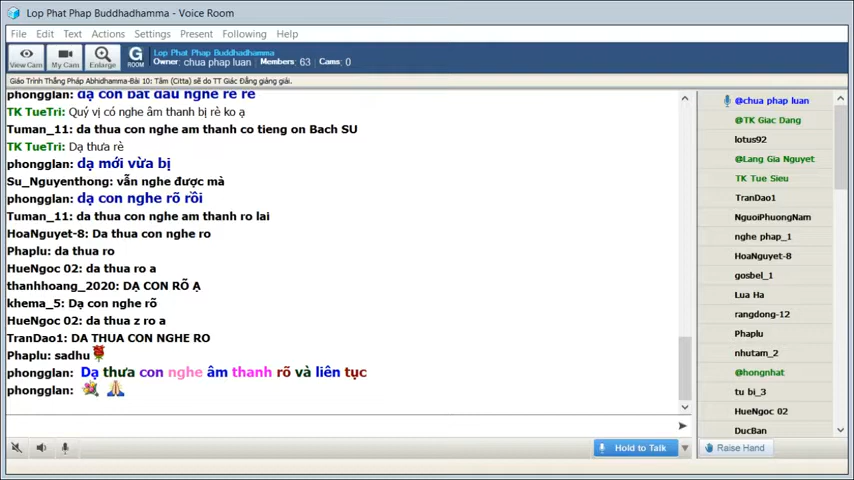 Lop Phat Phap Buddhadhamma - Voice Room
File Edit Text Actions Settings Present Following Help
View Cam My Cam Enlarge G ROOM
Lop Phat Phap Buddhadhamma
Owner: chua phap luan Members: 63 Cams: 0
Giáo Trình Thắng Pháp Abhidhamma-Bài 10: Tâm (Citta) sẽ do TT Giác Đẳng giảng giải.
phongglan: dạ con bắt đầu nghe rè rè
TK TueTri: Quý vị có nghe âm thanh bị rè ko ạ
Tuman_11: da thua con nghe am thanh co tieng on Bach SU
TK TueTri: Dạ thưa rè
phongglan: dạ mới vừa bị
Su_Nguyenthong: vẫn nghe được mà
phongglan: dạ con nghe rõ rồi
Tuman_11: da thua con nghe am thanh ro lai
HoaNguyet-8: Da thua con nghe ro
Phaplu: da thua ro
HueNgoc 02: da thua ro a
thanhhoang_2020: DẠ CON RÕ Ạ
khema_5: Dạ con nghe rõ
HueNgoc 02: da thua z ro a
TranDao1: DA THUA CON NGHE RO
Phaplu: sadhu
phongglan: Dạ thưa con nghe âm thanh rõ và liên tục
phongglan:
Hold to Talk
@chua phap luan
@TK Giac Dang
lotus92
@Lang Gia Nguyet
TK Tue Sieu
TranDao1
NguoiPhuongNam
nghe phap_1
HoaNguyet-8
gosbel_1
Lua Ha
rangdong-12
Phaplu
nhutam_2
@hongnhat
tu bi_3
HueNgoc 02
DucBan
Raise Hand